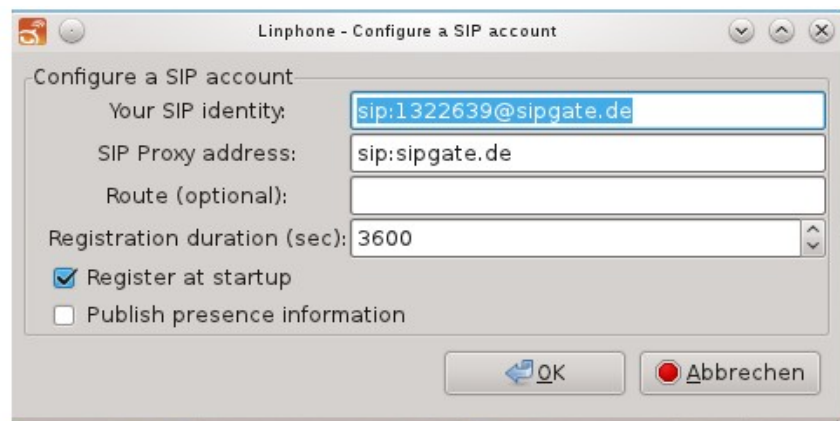 Linphone - Configure a SIP account
Configure a SIP account
Your SIP identity: sip:1322639@sipgate.de
SIP Proxy address: sip:sipgate.de
Route (optional):
Registration duration (sec): 3600
Register at startup
Publish presence information
OK Abbrechen